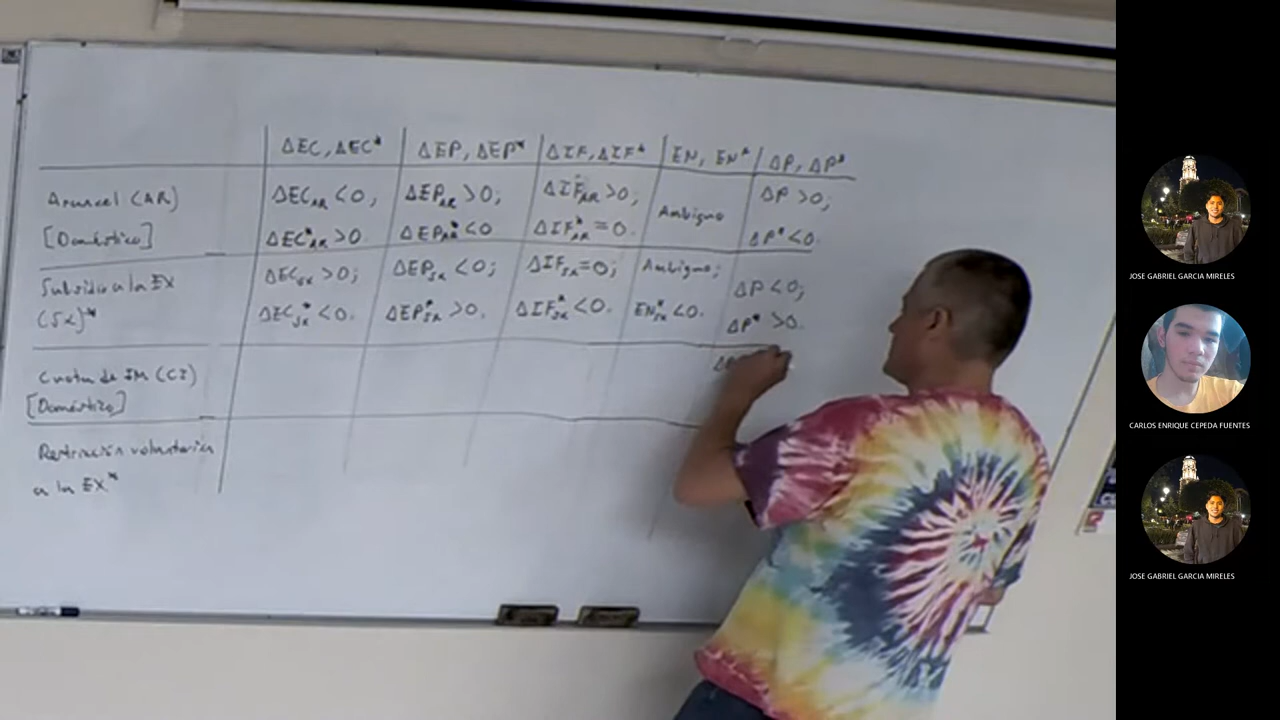 ΔEC, ΔEC* ΔEP, ΔEP* ΔIF, ΔIF* EN, EN* ΔP, ΔP*
Arancel (AR) ΔEC_AR < 0, ΔEP_AR > 0; ΔIF_AR > 0; Ambiguo ΔP > 0;
[Doméstico] ΔEC*_AR > 0. ΔEP_AR* < 0 ΔIF*_AR = 0. ΔP* < 0.
Subsidio a la EX ΔEC_SX > 0; ΔEP_SX < 0; ΔIF_SX = 0; Ambiguo; ΔP < 0;
(SX)* ΔEC*_SX < 0. ΔEP*_SX > 0. ΔIF*_SX < 0. EN*_SX < 0. ΔP* > 0.
Cuota de IM (CI)
[Doméstico]
Restricción voluntaria
a la EX*
JOSE GABRIEL GARCIA MIRELES
CARLOS ENRIQUE CEPEDA FUENTES
JOSE GABRIEL GARCIA MIRELES